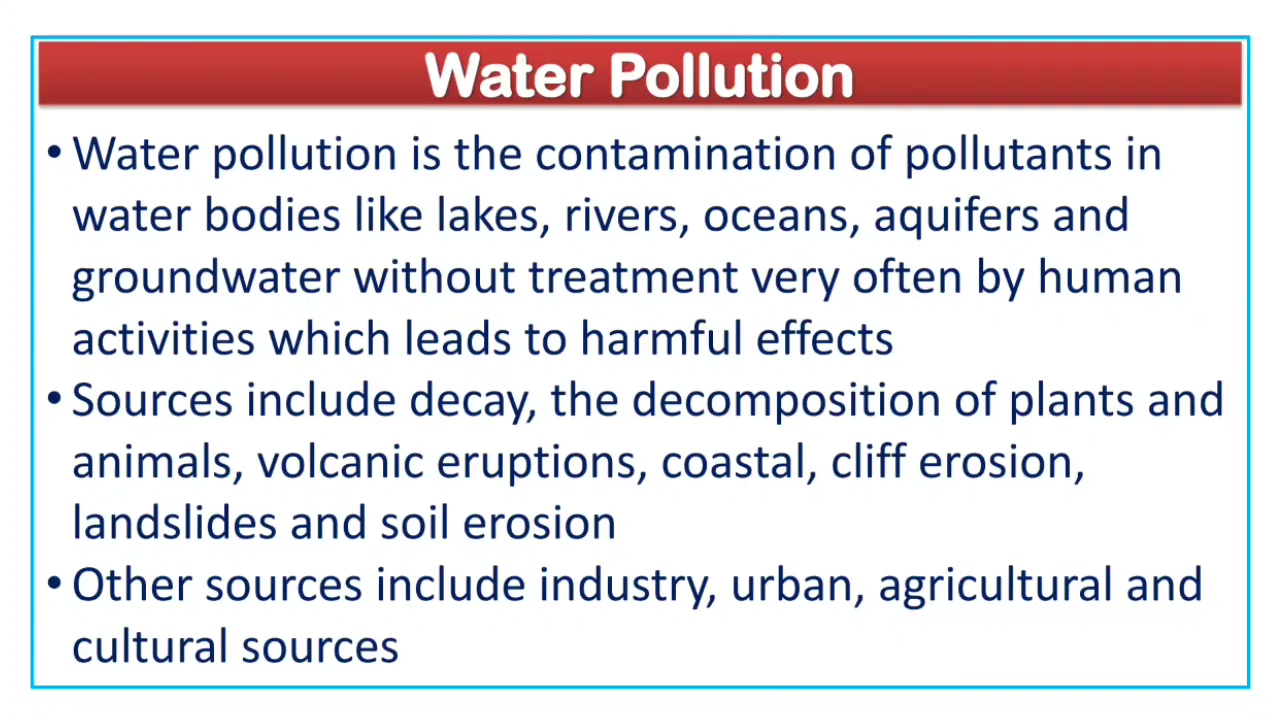 Water Pollution
• Water pollution is the contamination of pollutants in
water bodies like lakes, rivers, oceans, aquifers and
groundwater without treatment very often by human
activities which leads to harmful effects
• Sources include decay, the decomposition of plants and
animals, volcanic eruptions, coastal, cliff erosion,
landslides and soil erosion
• Other sources include industry, urban, agricultural and
cultural sources